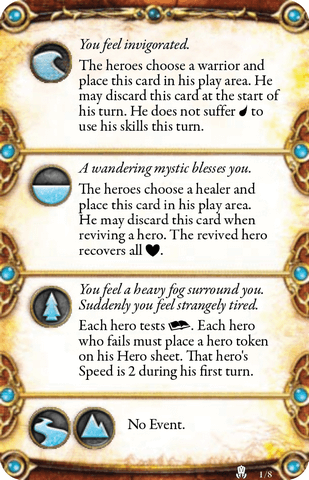 You feel invigorated.
The heroes choose a warrior and
place this card in his play area. He
may discard this card at the start of
his turn. He does not suffer to
use his skills this turn.
A wandering mystic blesses you.
The heroes choose a healer and
place this card in his play area.
He may discard this card when
reviving a hero. The revived hero
recovers all .
You feel a heavy fog surround you.
Suddenly you feel strangely tired.
Each hero tests . Each hero
who fails must place a hero token
on his Hero sheet. That hero's
Speed is 2 during his first turn.
No Event.
1/8